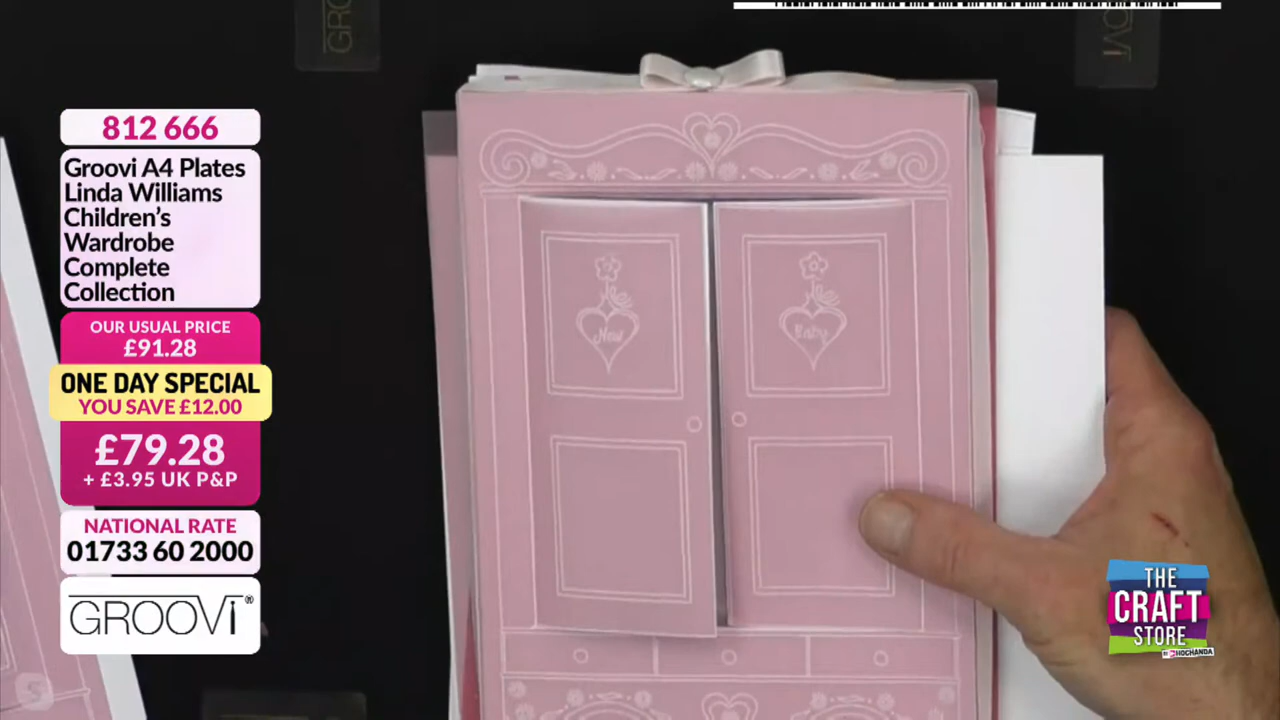 812 666
Groovi A4 Plates
Linda Williams
Children's
Wardrobe
Complete
Collection
OUR USUAL PRICE
£91.28
ONE DAY SPECIAL
YOU SAVE £12.00
£79.28
+ £3.95 UK P&P
NATIONAL RATE
01733 60 2000
GROOVI®
New
Baby
THE
CRAFT
STORE
HOCHANDA